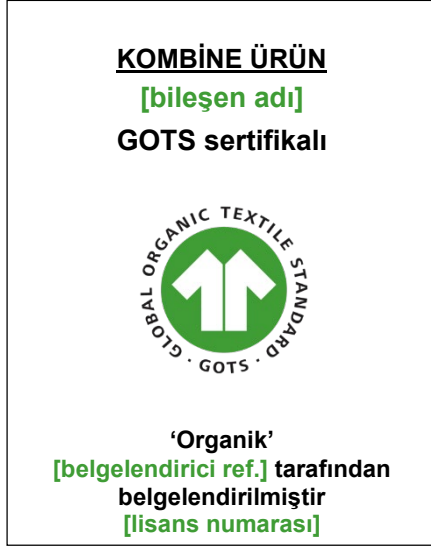 KOMBİNE ÜRÜN
[bileşen adı]
GOTS sertifikalı
GLOBAL ORGANIC TEXTILE STANDARD · GOTS ·
‘Organik’
[belgelendirici ref.] tarafından
belgelendirilmiştir
[lisans numarası]